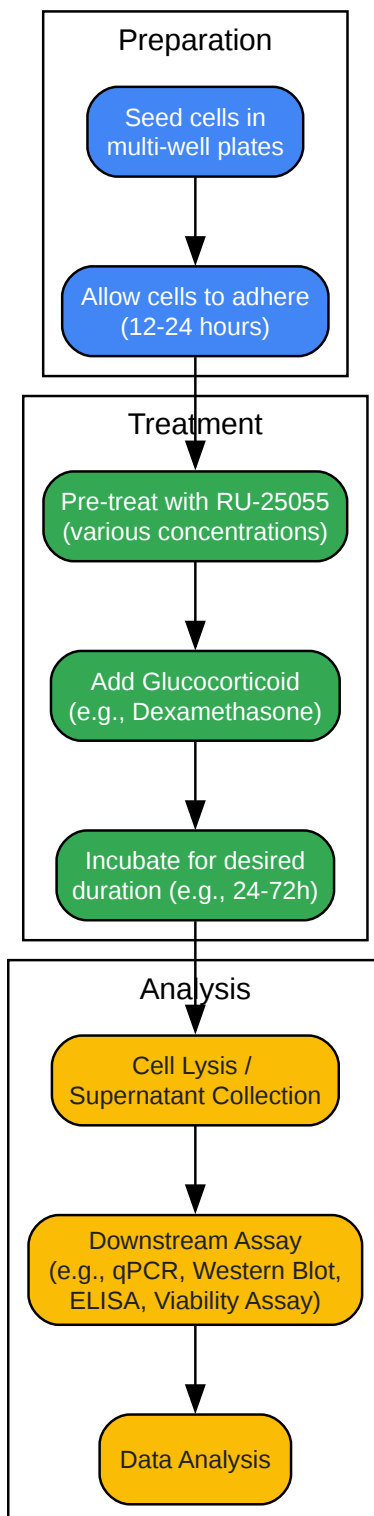 Preparation
Seed cells in
multi-well plates
Allow cells to adhere
(12-24 hours)
Treatment
Pre-treat with RU-25055
(various concentrations)
Add Glucocorticoid
(e.g., Dexamethasone)
Incubate for desired
duration (e.g., 24-72h)
Analysis
Cell Lysis /
Supernatant Collection
Downstream Assay
(e.g., qPCR, Western Blot,
ELISA, Viability Assay)
Data Analysis